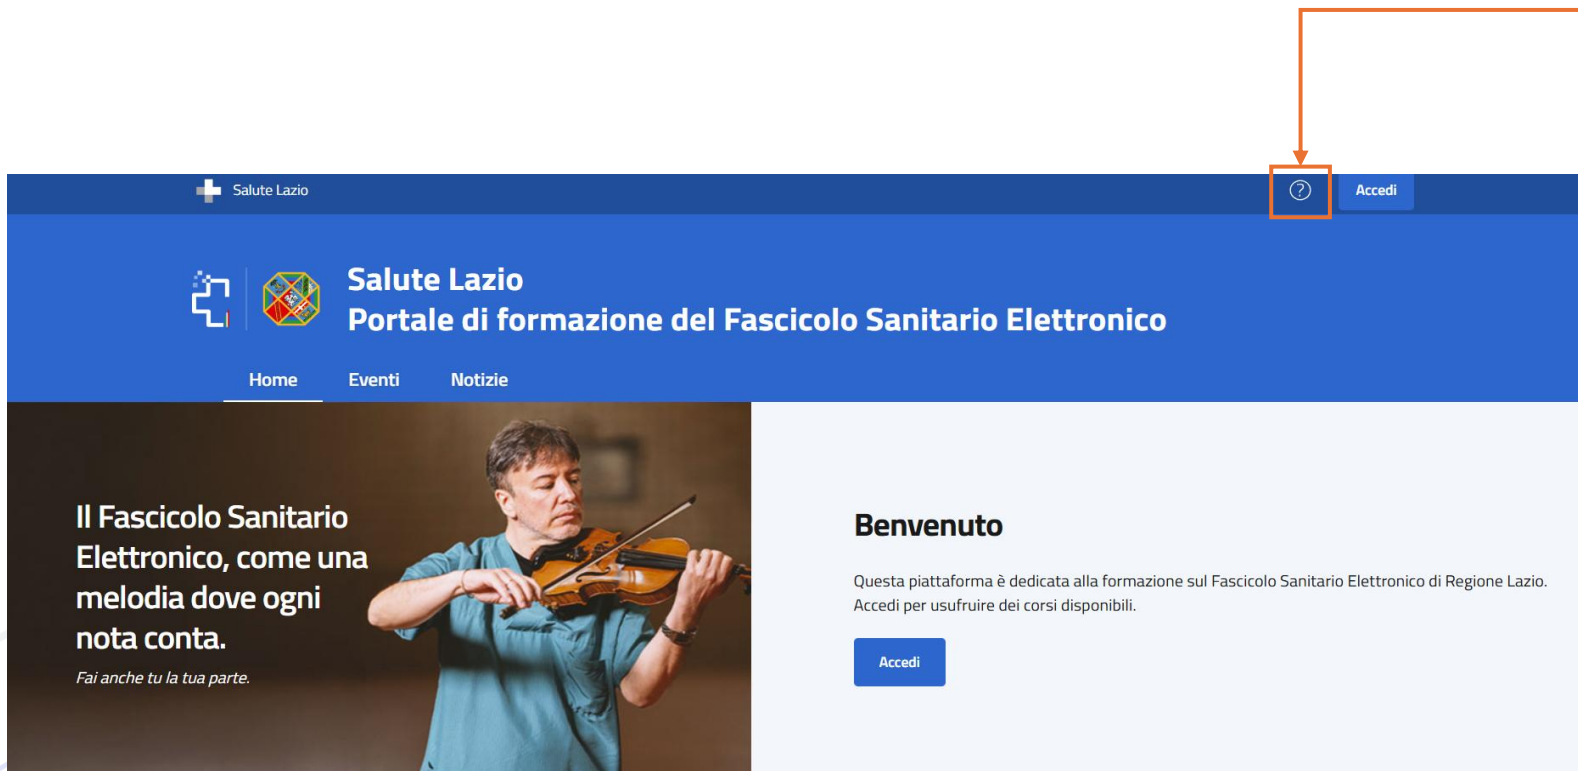 Salute Lazio
?
Accedi
Salute Lazio
Portale di formazione del Fascicolo Sanitario Elettronico
Home
Eventi
Notizie
Il Fascicolo Sanitario
Elettronico, come una
melodia dove ogni
nota conta.
Fai anche tu la tua parte.
Benvenuto
Questa piattaforma è dedicata alla formazione sul Fascicolo Sanitario Elettronico di Regione Lazio.
Accedi per usufruire dei corsi disponibili.
Accedi